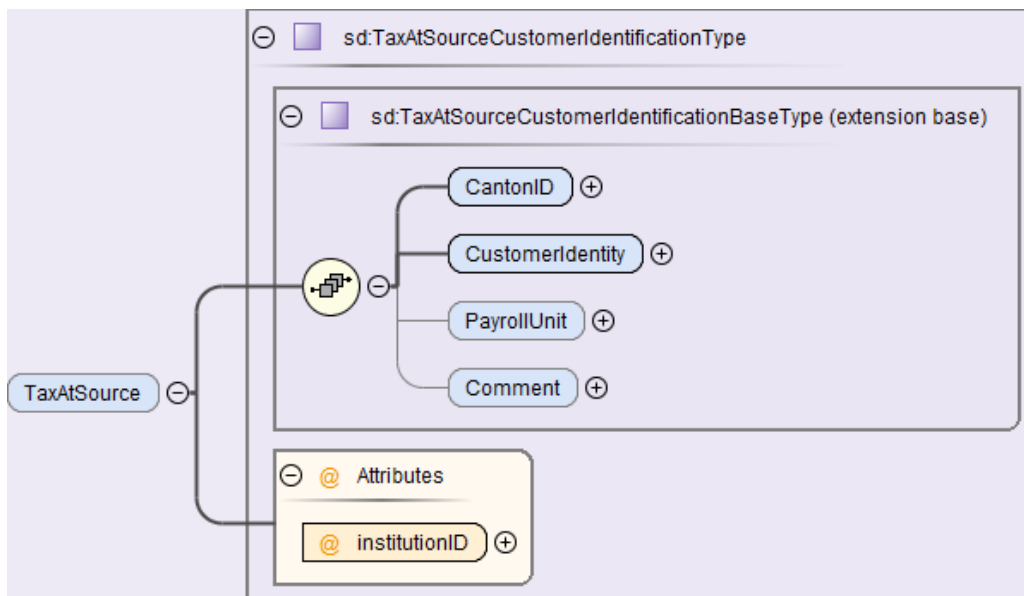 sd:TaxAtSourceCustomerIdentificationType
sd:TaxAtSourceCustomerIdentificationBaseType (extension base)
CantonID
CustomerIdentity
PayrollUnit
Comment
TaxAtSource
@ Attributes
@ institutionID